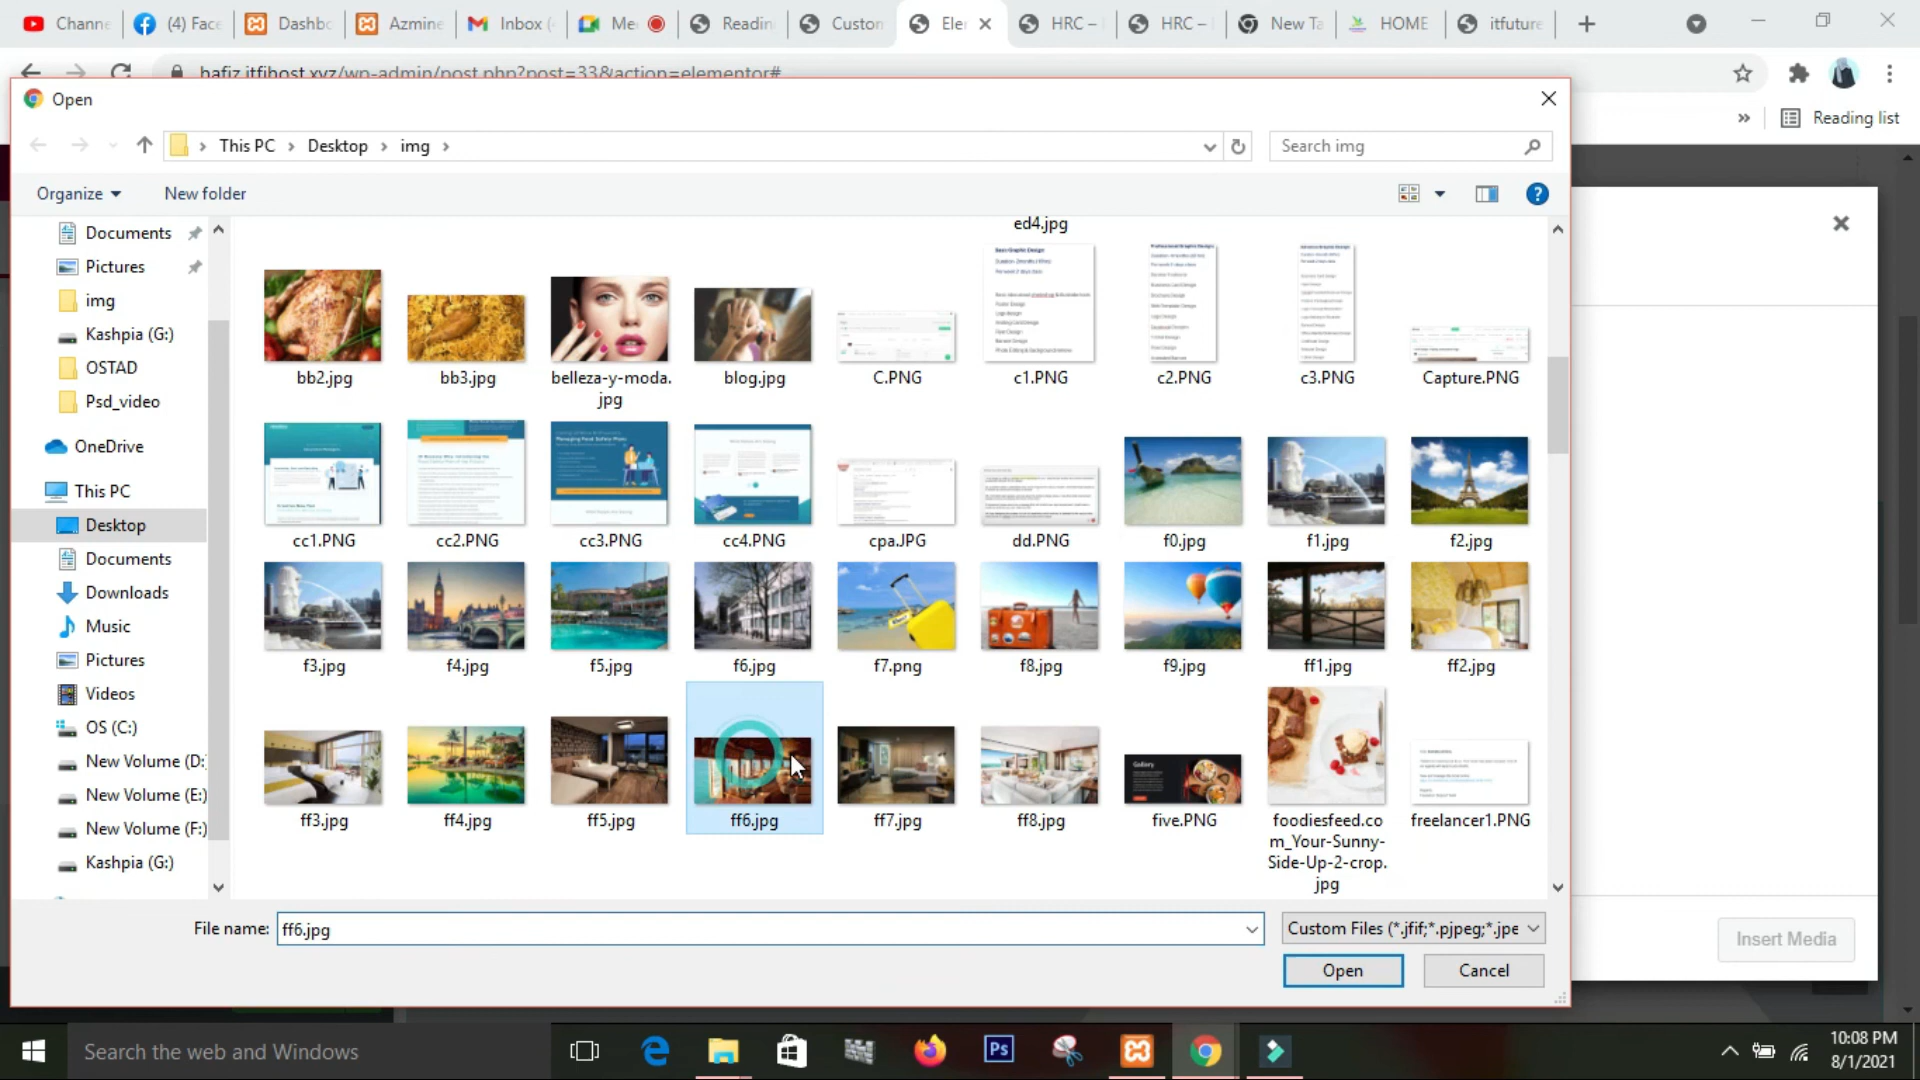 Channe
(4) Face
Dashbo
Azmine
Inbox (
Me
Readin
Custom
Ele
HRC –
HRC –
New Ta
HOME
itfuture
hafiz.itfihost.xyz/wp-admin/post.php?post=33&action=elementor#
Reading list
Open
This PC > Desktop > img
Search img
Organize
New folder
Documents
Pictures
img
Kashpia (G:)
OSTAD
Psd_video
OneDrive
This PC
Desktop
Documents
Downloads
Music
Pictures
Videos
OS (C:)
New Volume (D:
New Volume (E:)
New Volume (F:)
Kashpia (G:)
ed4.jpg
bb2.jpg
bb3.jpg
belleza-y-moda.
jpg
blog.jpg
C.PNG
c1.PNG
c2.PNG
c3.PNG
Capture.PNG
cc1.PNG
cc2.PNG
cc3.PNG
cc4.PNG
cpa.JPG
dd.PNG
f0.jpg
f1.jpg
f2.jpg
f3.jpg
f4.jpg
f5.jpg
f6.jpg
f7.png
f8.jpg
f9.jpg
ff1.jpg
ff2.jpg
Gallery
ff3.jpg
ff4.jpg
ff5.jpg
ff6.jpg
ff7.jpg
ff8.jpg
five.PNG
foodiesfeed.co
m_Your-Sunny-
Side-Up-2-crop.
jpg
freelancer1.PNG
File name:
ff6.jpg
Custom Files (*.jfif;*.pjpeg;*.jpe
Open
Cancel
Insert Media
Search the web and Windows
Ps
10:08 PM
8/1/2021